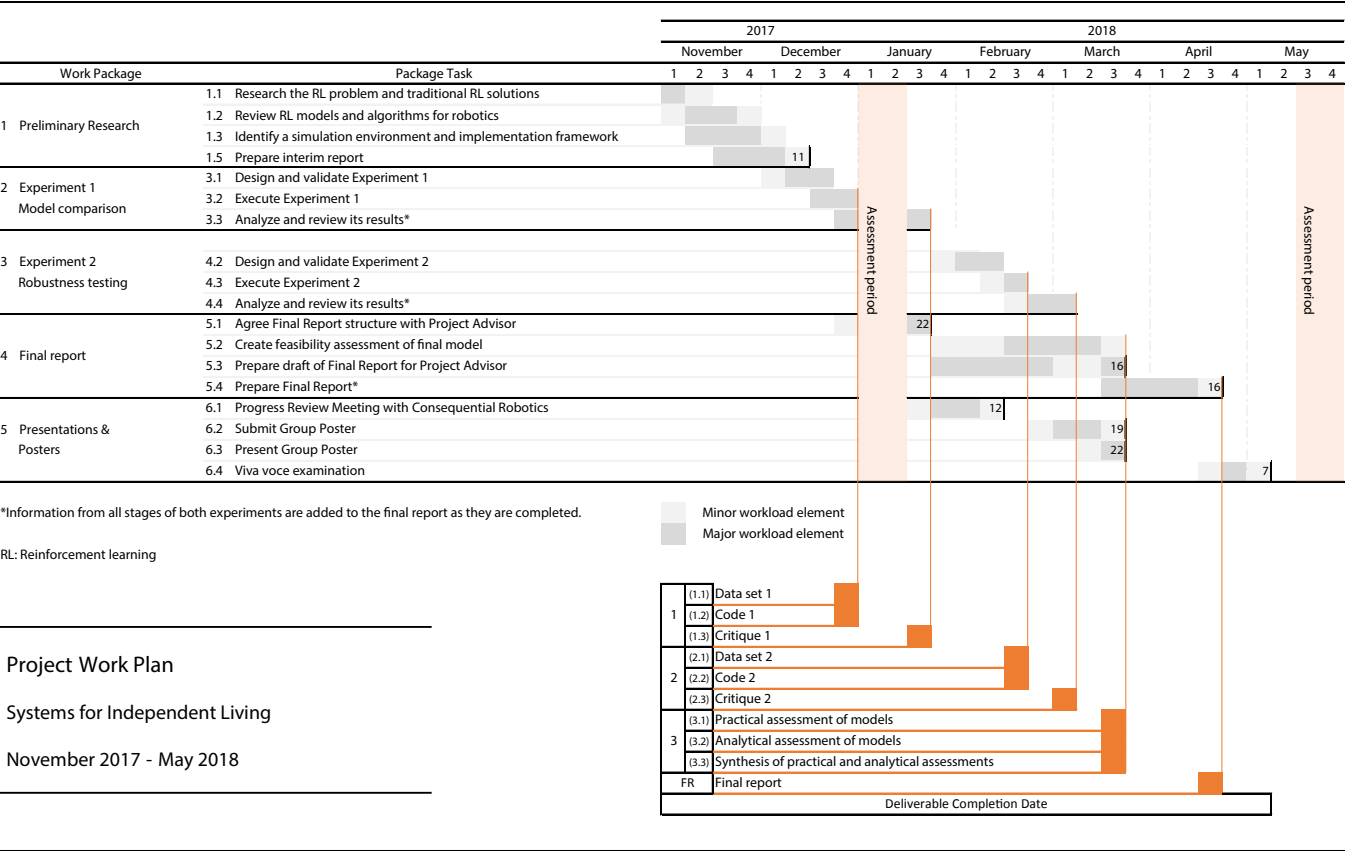 2017 2018
November December January February March April May
Work Package Package Task 1 2 3 4 1 2 3 4 1 2 3 4 1 2 3 4 1 2 3 4 1 2 3 4 1 2 3 4
1.1 Research the RL problem and traditional RL solutions
1.2 Review RL models and algorithms for robotics
1 Preliminary Research
1.3 Identify a simulation environment and implementation framework
1.5 Prepare interim report 11
3.1 Design and validate Experiment 1
2 Experiment 1
3.2 Execute Experiment 1
Model comparison
3.3 Analyze and review its results*
Assessment period
Assessment period
3 Experiment 2 4.2 Design and validate Experiment 2
Robustness testing 4.3 Execute Experiment 2
4.4 Analyze and review its results*
5.1 Agree Final Report structure with Project Advisor 22
5.2 Create feasibility assessment of final model
4 Final report
5.3 Prepare draft of Final Report for Project Advisor 16
5.4 Prepare Final Report* 16
6.1 Progress Review Meeting with Consequential Robotics 12
5 Presentations & 6.2 Submit Group Poster 19
Posters 6.3 Present Group Poster 22
6.4 Viva voce examination 7
*Information from all stages of both experiments are added to the final report as they are completed.
Minor workload element
Major workload element
RL: Reinforcement learning
1
(1.1) Data set 1
(1.2) Code 1
(1.3) Critique 1
2
(2.1) Data set 2
(2.2) Code 2
(2.3) Critique 2
3
(3.1) Practical assessment of models
(3.2) Analytical assessment of models
(3.3) Synthesis of practical and analytical assessments
FR Final report
Deliverable Completion Date
Project Work Plan
Systems for Independent Living
November 2017 - May 2018